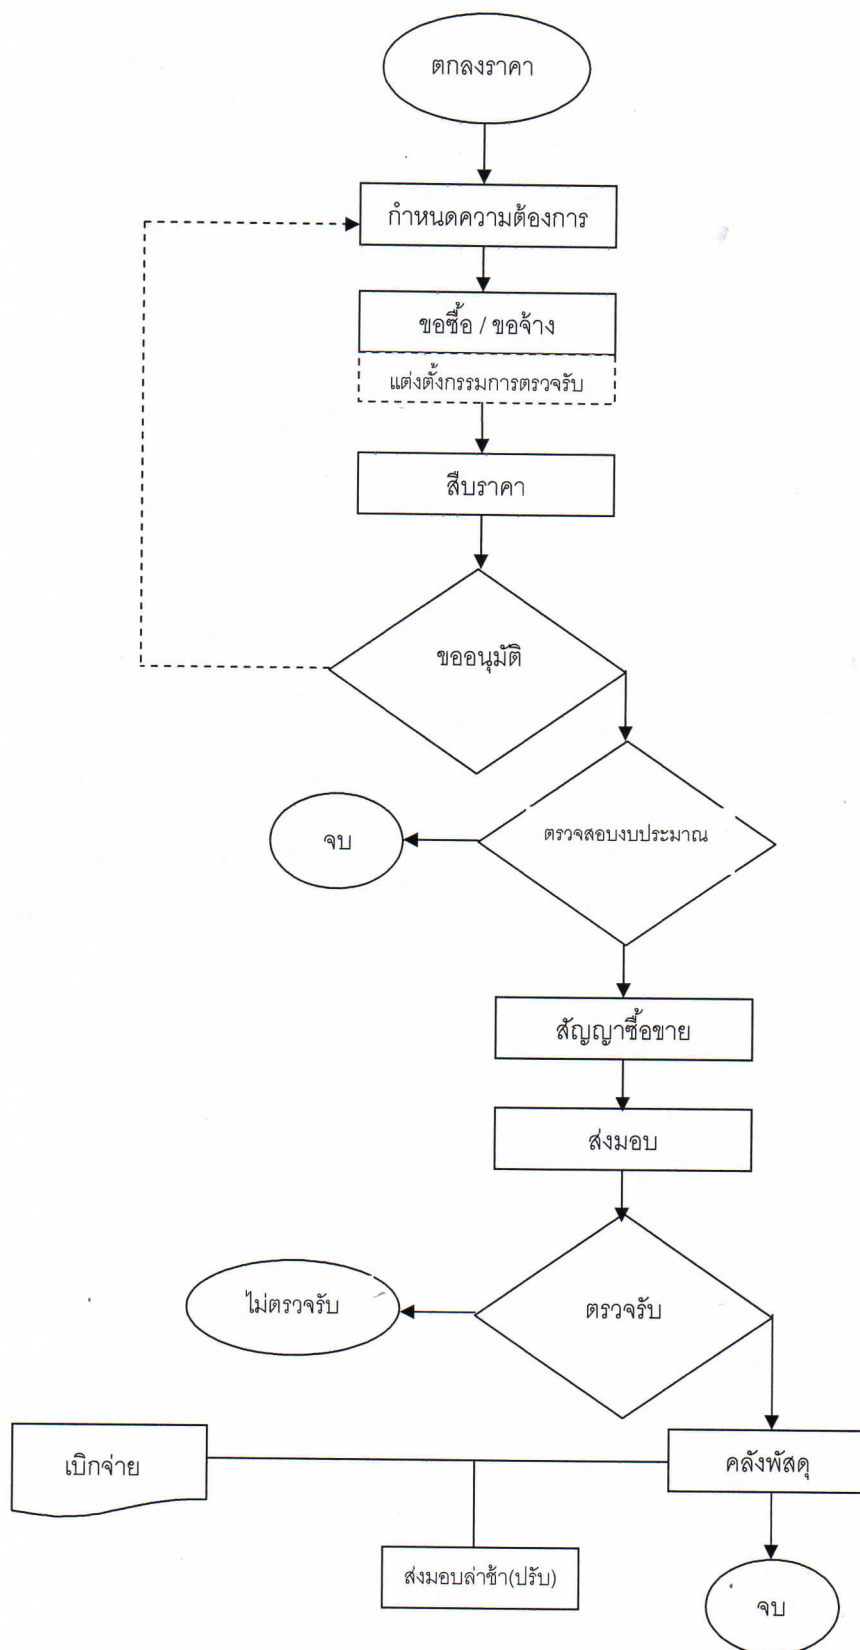 ตกลงราคา
กำหนดความต้องการ
ขอซื้อ / ขอจ้าง
แต่งตั้งกรรมการตรวจรับ
สืบราคา
ขออนุมัติ
ตรวจสอบงบประมาณ
จบ
สัญญาซื้อขาย
ส่งมอบ
ตรวจรับ
ไม่ตรวจรับ
เบิกจ่าย
คลังพัสดุ
ส่งมอบล่าช้า(ปรับ)
จบ